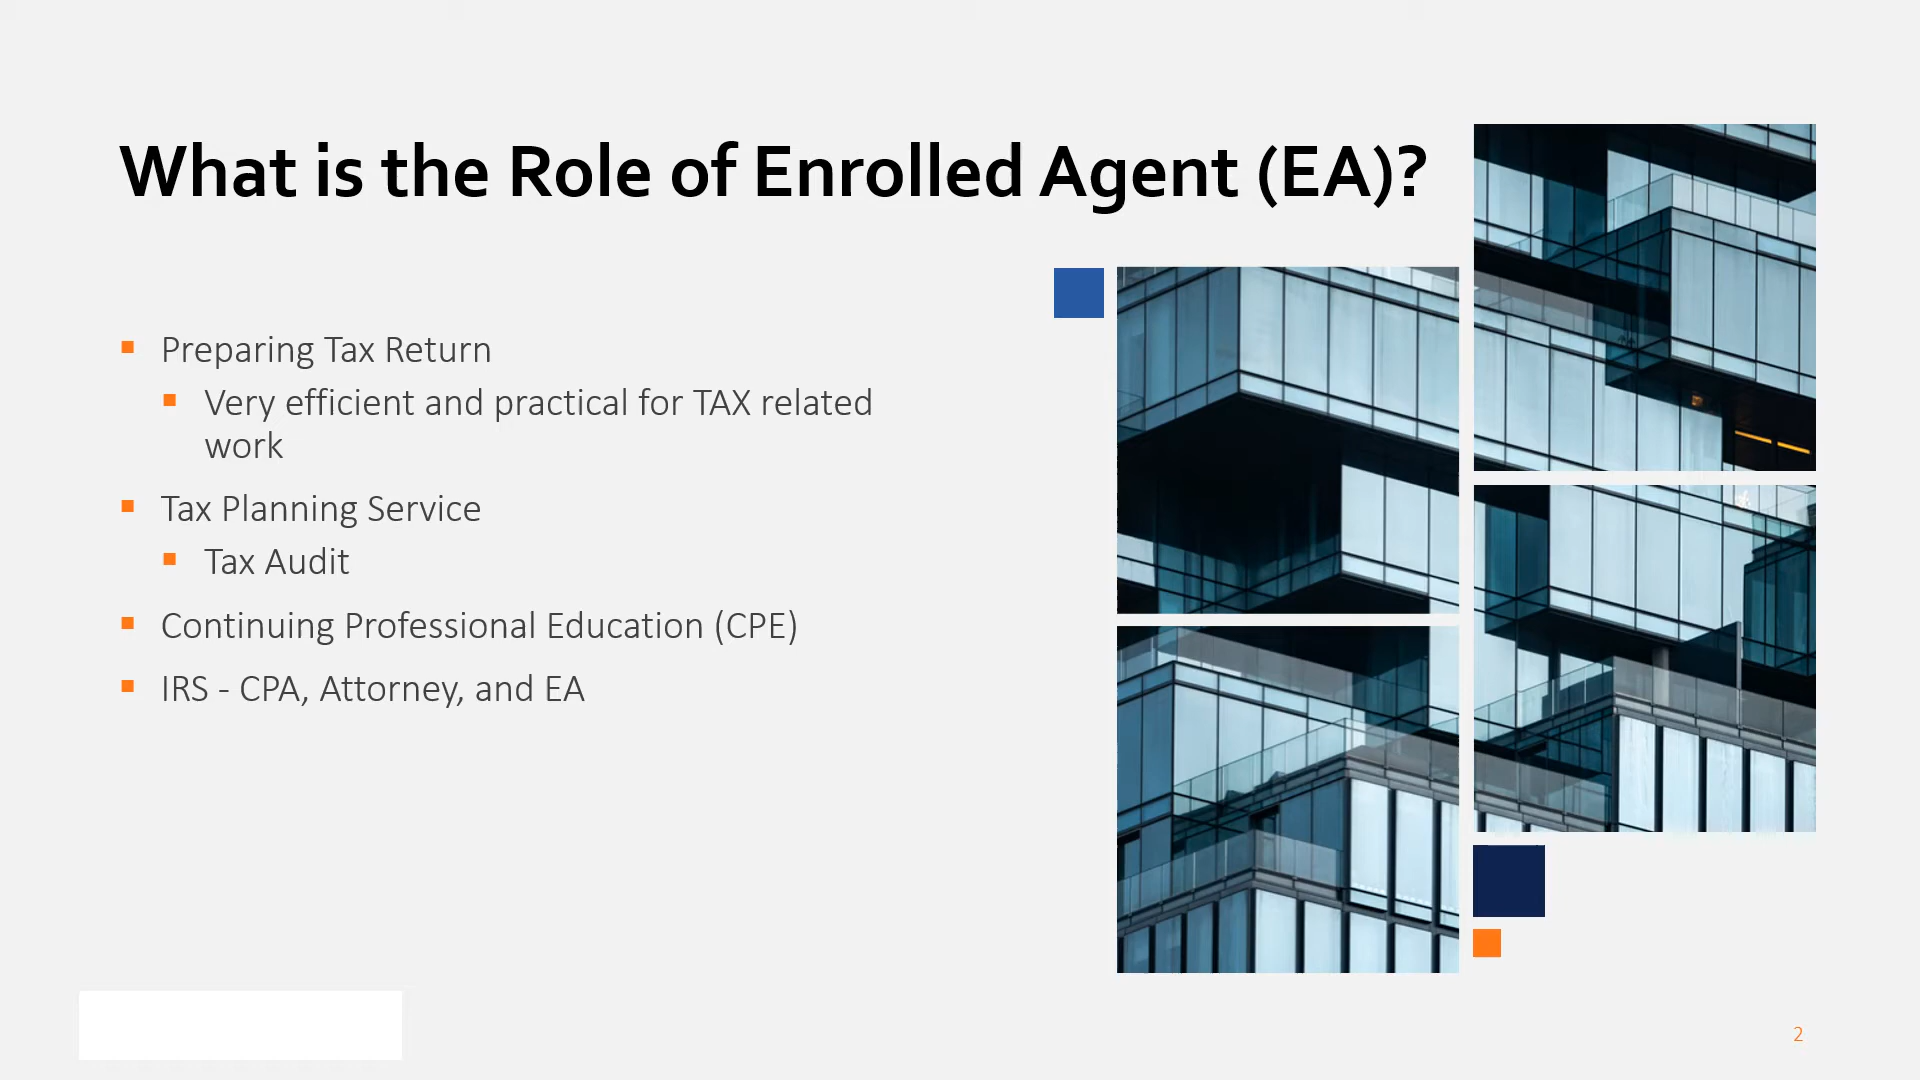 What is the Role of Enrolled Agent (EA)?
Preparing Tax Return
Very efficient and practical for TAX related
work
Tax Planning Service
Tax Audit
Continuing Professional Education (CPE)
IRS - CPA, Attorney, and EA
2